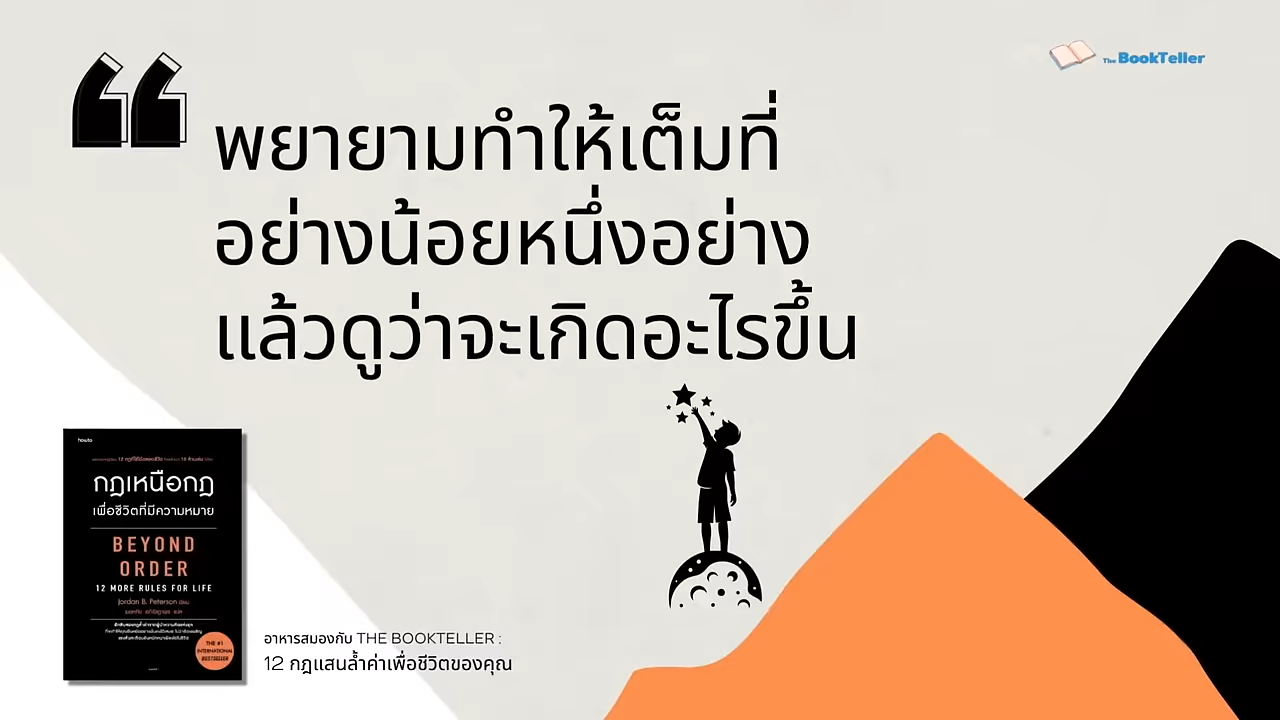 The BookTeller
พยายามทำให้เต็มที่
อย่างน้อยหนึ่งอย่าง
แล้วดูว่าจะเกิดอะไรขึ้น
howto
กฎเหนือกฎ
เพื่อชีวิตที่มีความหมาย
BEYOND
ORDER
12 MORE RULES FOR LIFE
Jordan B. Peterson เขียน
THE #1
INTERNATIONAL
BESTSELLER
อาหารสมองกับ THE BOOKTELLER :
12 กฎแสนล้ำค่าเพื่อชีวิตของคุณ